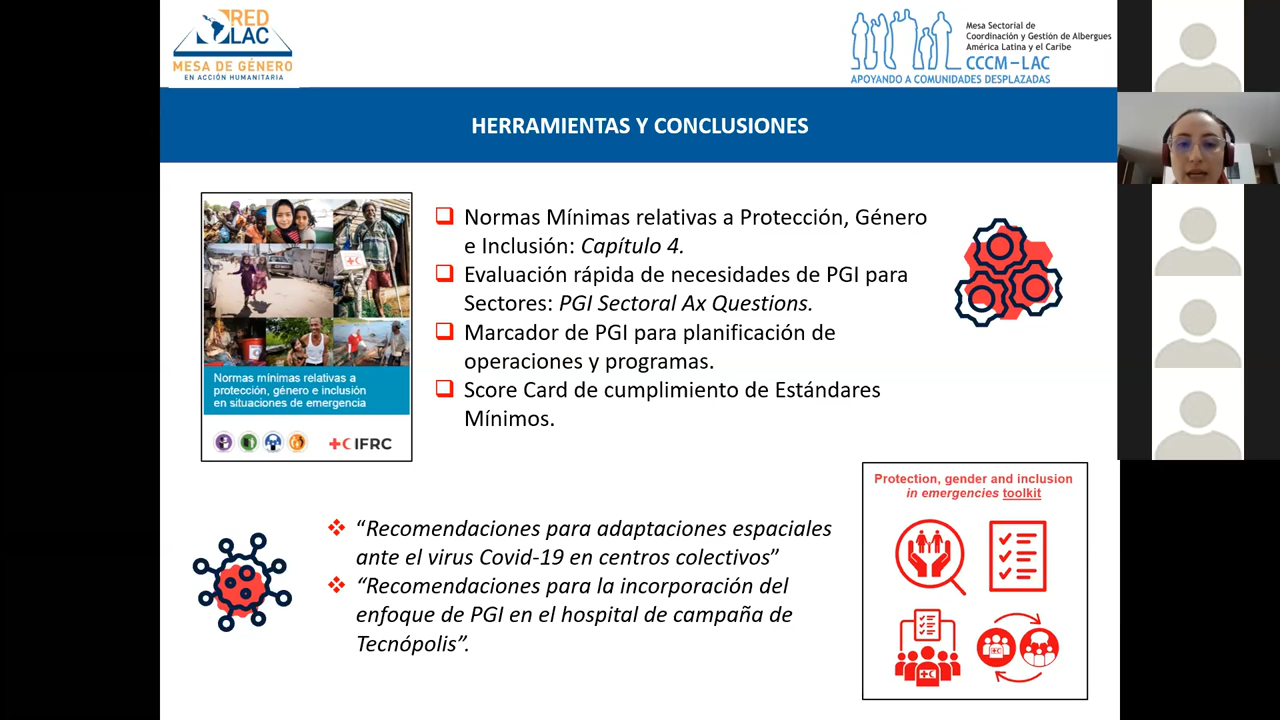 RED
LAC
MESA DE GÉNERO
EN ACCIÓN HUMANITARIA
Mesa Sectorial de
Coordinación y Gestión de Albergues
América Latina y el Caribe
CCCM–LAC
APOYANDO A COMUNIDADES DESPLAZADAS
HERRAMIENTAS Y CONCLUSIONES
Normas mínimas relativas a
protección, género e inclusión
en situaciones de emergencia
IFRC
Normas Mínimas relativas a Protección, Género
e Inclusión: Capítulo 4.
Evaluación rápida de necesidades de PGI para
Sectores: PGI Sectoral Ax Questions.
Marcador de PGI para planificación de
operaciones y programas.
Score Card de cumplimiento de Estándares
Mínimos.
“Recomendaciones para adaptaciones espaciales
ante el virus Covid-19 en centros colectivos”
“Recomendaciones para la incorporación del
enfoque de PGI en el hospital de campaña de
Tecnópolis”.
Protection, gender and inclusion
in emergencies toolkit